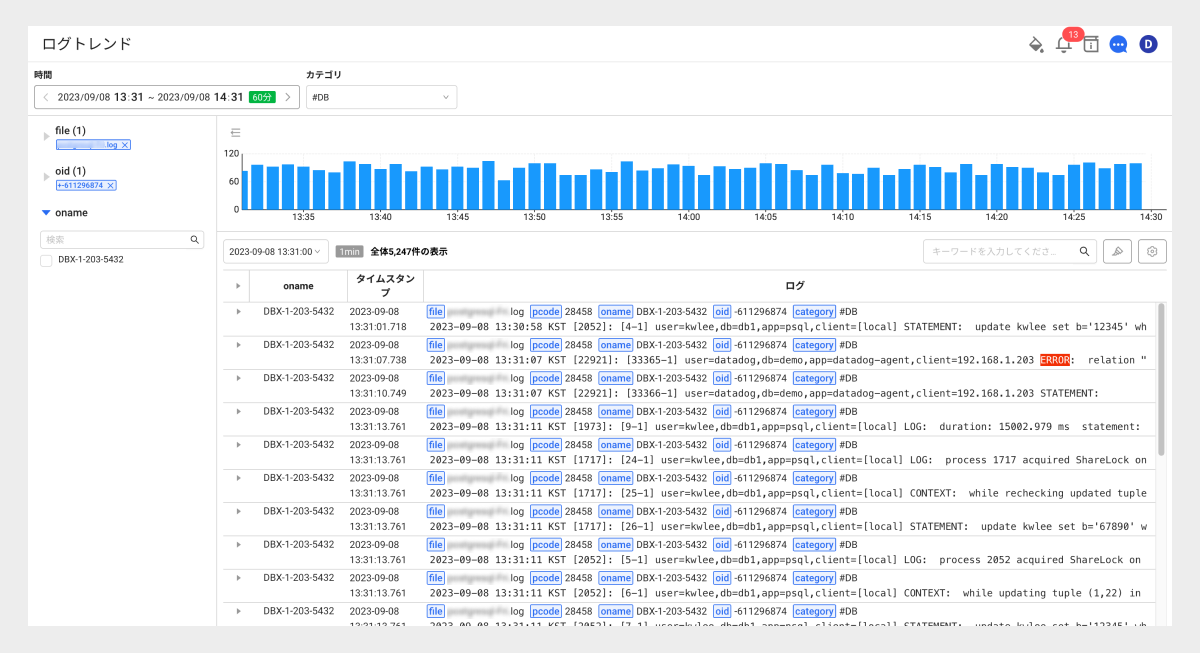 ログトレンド
13
D
時間
カテゴリ
2023/09/08 13:31 ~ 2023/09/08 14:31 60分
#DB
file (1)
.log
oid (1)
+-611296874
oname
検索
DBX-1-203-5432
120
60
0
13:35 13:40 13:45 13:50 13:55 14:00 14:05 14:10 14:15 14:20 14:25 14:30
2023-09-08 13:31:00 1min 全体5,247件の表示
キーワードを入力してくださ...
oname タイムスタンプ ログ
DBX-1-203-5432 2023-09-08 file log pcode 28458 oname DBX-1-203-5432 oid -611296874 category #DB
13:31:01.718 2023-09-08 13:30:58 KST [2052]: [4-1] user=kwlee,db=db1,app=psql,client=[local] STATEMENT: update kwlee set b='12345' wh
DBX-1-203-5432 2023-09-08 file log pcode 28458 oname DBX-1-203-5432 oid -611296874 category #DB
13:31:07.738 2023-09-08 13:31:07 KST [22921]: [33365-1] user=datadog,db=demo,app=datadog-agent,client=192.168.1.203 ERROR: relation "
DBX-1-203-5432 2023-09-08 file log pcode 28458 oname DBX-1-203-5432 oid -611296874 category #DB
13:31:10.749 2023-09-08 13:31:07 KST [22921]: [33366-1] user=datadog,db=demo,app=datadog-agent,client=192.168.1.203 STATEMENT:
DBX-1-203-5432 2023-09-08 file log pcode 28458 oname DBX-1-203-5432 oid -611296874 category #DB
13:31:13.761 2023-09-08 13:31:11 KST [1973]: [9-1] user=kwlee,db=db1,app=psql,client=[local] LOG: duration: 15002.979 ms statement:
DBX-1-203-5432 2023-09-08 file log pcode 28458 oname DBX-1-203-5432 oid -611296874 category #DB
13:31:13.761 2023-09-08 13:31:11 KST [1717]: [24-1] user=kwlee,db=db1,app=psql,client=[local] LOG: process 1717 acquired ShareLock on
DBX-1-203-5432 2023-09-08 file log pcode 28458 oname DBX-1-203-5432 oid -611296874 category #DB
13:31:13.761 2023-09-08 13:31:11 KST [1717]: [25-1] user=kwlee,db=db1,app=psql,client=[local] CONTEXT: while rechecking updated tuple
DBX-1-203-5432 2023-09-08 file log pcode 28458 oname DBX-1-203-5432 oid -611296874 category #DB
13:31:13.761 2023-09-08 13:31:11 KST [1717]: [26-1] user=kwlee,db=db1,app=psql,client=[local] STATEMENT: update kwlee set b='67890' w
DBX-1-203-5432 2023-09-08 file log pcode 28458 oname DBX-1-203-5432 oid -611296874 category #DB
13:31:13.761 2023-09-08 13:31:11 KST [2052]: [5-1] user=kwlee,db=db1,app=psql,client=[local] LOG: process 2052 acquired ShareLock on
DBX-1-203-5432 2023-09-08 file log pcode 28458 oname DBX-1-203-5432 oid -611296874 category #DB
13:31:13.761 2023-09-08 13:31:11 KST [2052]: [6-1] user=kwlee,db=db1,app=psql,client=[local] CONTEXT: while updating tuple (1,22) in
DBX-1-203-5432 2023-09-08 file log pcode 28458 oname DBX-1-203-5432 oid -611296874 category #DB
13:31:13.761 2023-09-08 13:31:11 KST [2052]: [7-1] user=kwlee,db=db1,app=psql,client=[local] STATEMENT: update kwlee set b='12345' wh